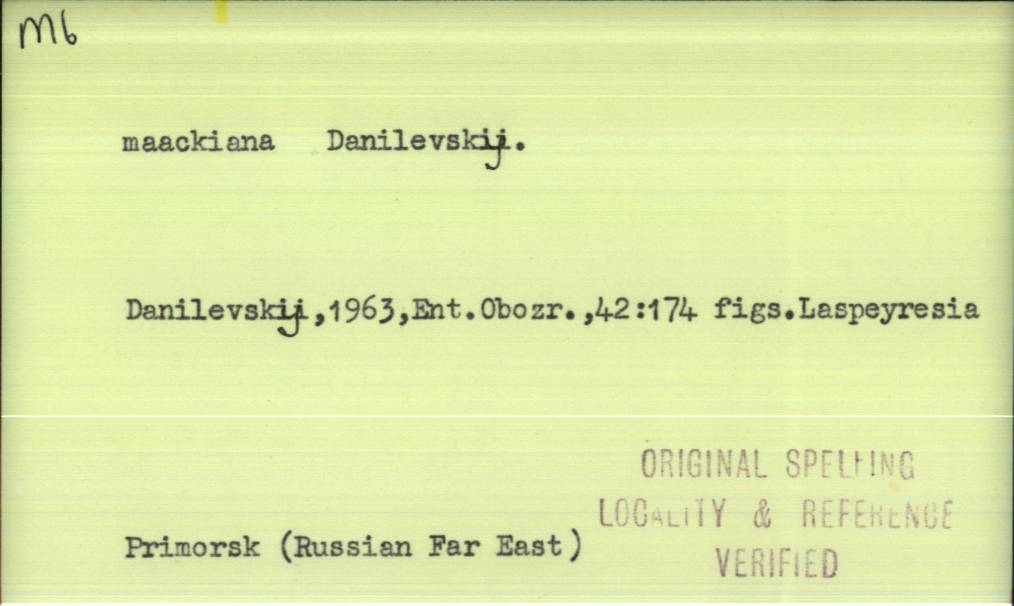 M6
maackiana Danilevskij.
Danilevskij,1963,Ent.Obozr.,42:174 figs.Laspeyresia
ORIGINAL SPELLING
LOCALITY & REFERENCE
Primorsk (Russian Far East)
VERIFIED